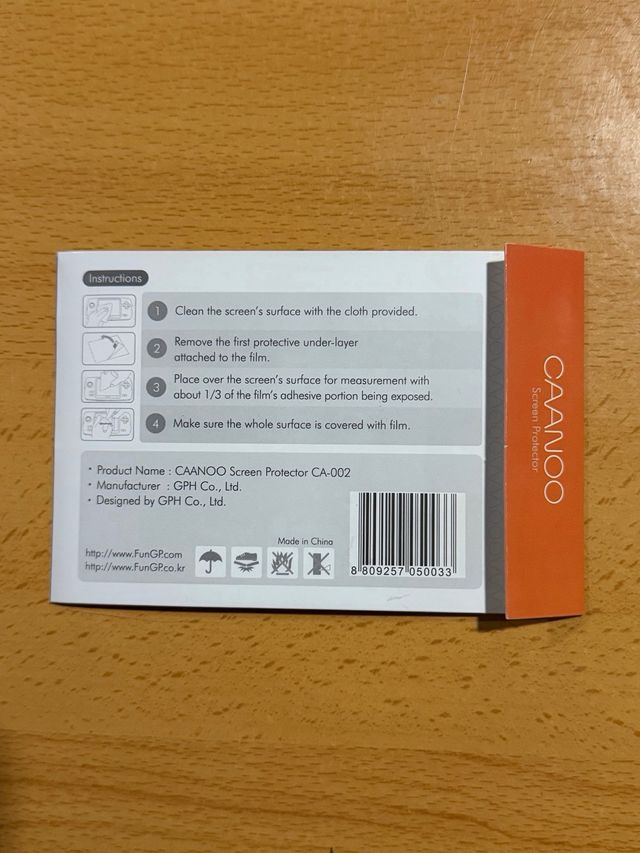 Instructions
1 Clean the screen's surface with the cloth provided.
2 Remove the first protective under-layer
attached to the film.
3 Place over the screen's surface for measurement with
about 1/3 of the film's adhesive portion being exposed.
4 Make sure the whole surface is covered with film.
• Product Name : CAANOO Screen Protector CA-002
• Manufacturer : GPH Co., Ltd.
• Designed by GPH Co., Ltd.
Made in China
http://www.FunGP.com
http://www.FunGP.co.kr
8 809257 050033
CAANOO
Screen Protector